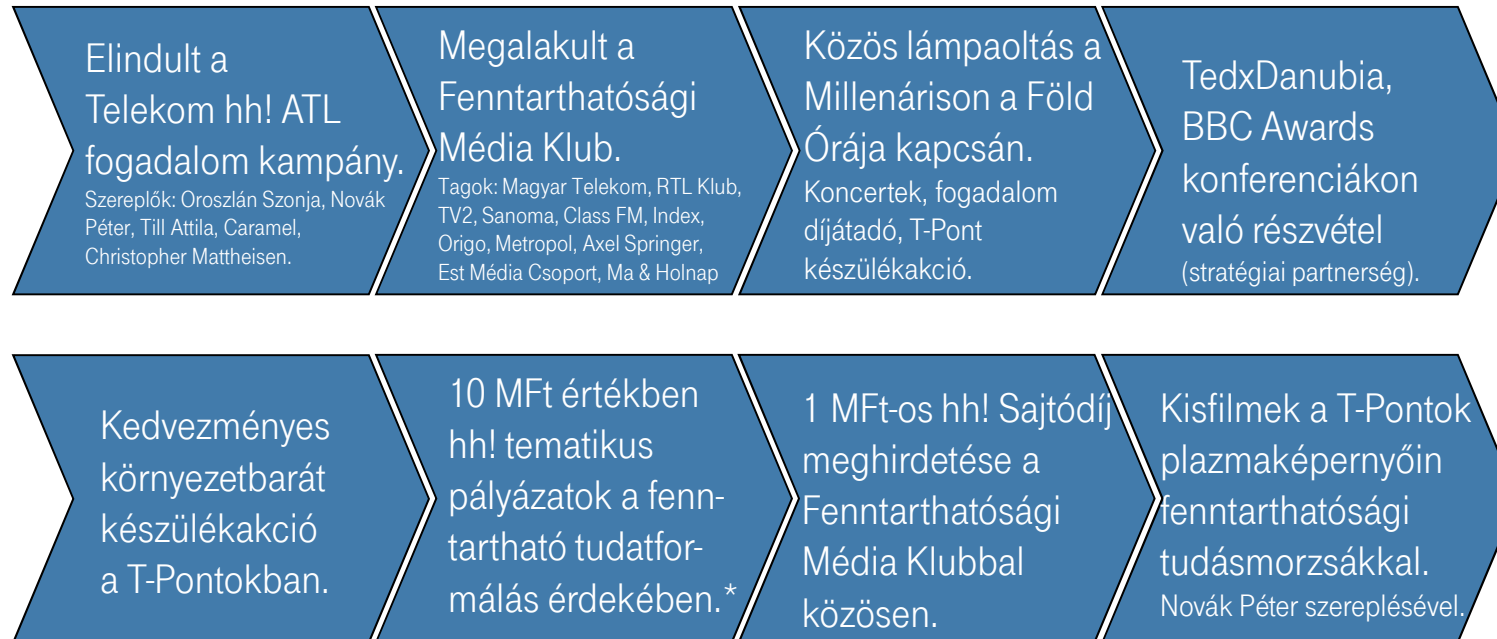 Elindult a
Telekom hh! ATL
fogadalom kampány.
Szereplők: Oroszlán Szonja, Novák
Péter, Till Attila, Caramel,
Christopher Mattheisen.
Megalakult a
Fenntarthatósági
Média Klub.
Tagok: Magyar Telekom, RTL Klub,
TV2, Sanoma, Class FM, Index,
Origo, Metropol, Axel Springer,
Est Média Csoport, Ma & Holnap
Közös lámpaoltás a
Millenárison a Föld
Órája kapcsán.
Koncertek, fogadalom
díjátadó, T-Pont
készülékakció.
TedxDanubia,
BBC Awards
konferenciákon
való részvétel
(stratégiai partnerség).
Kedvezményes
környezetbarát
készülékakció
a T-Pontokban.
10 MFt értékben
hh! tematikus
pályázatok a fenn-
tartható tudatfor-
málás érdekében.*
1 MFt-os hh! Sajtódíj
meghirdetése a
Fenntarthatósági
Média Klubbal
közösen.
Kisfilmek a T-Pontok
plazmaképernyőin
fenntarthatósági
tudásmorzsákkal.
Novák Péter szereplésével.